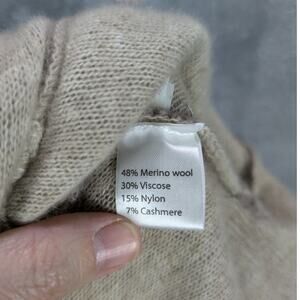 48% Merino wool
30% Viscose
15% Nylon
7% Cashmere